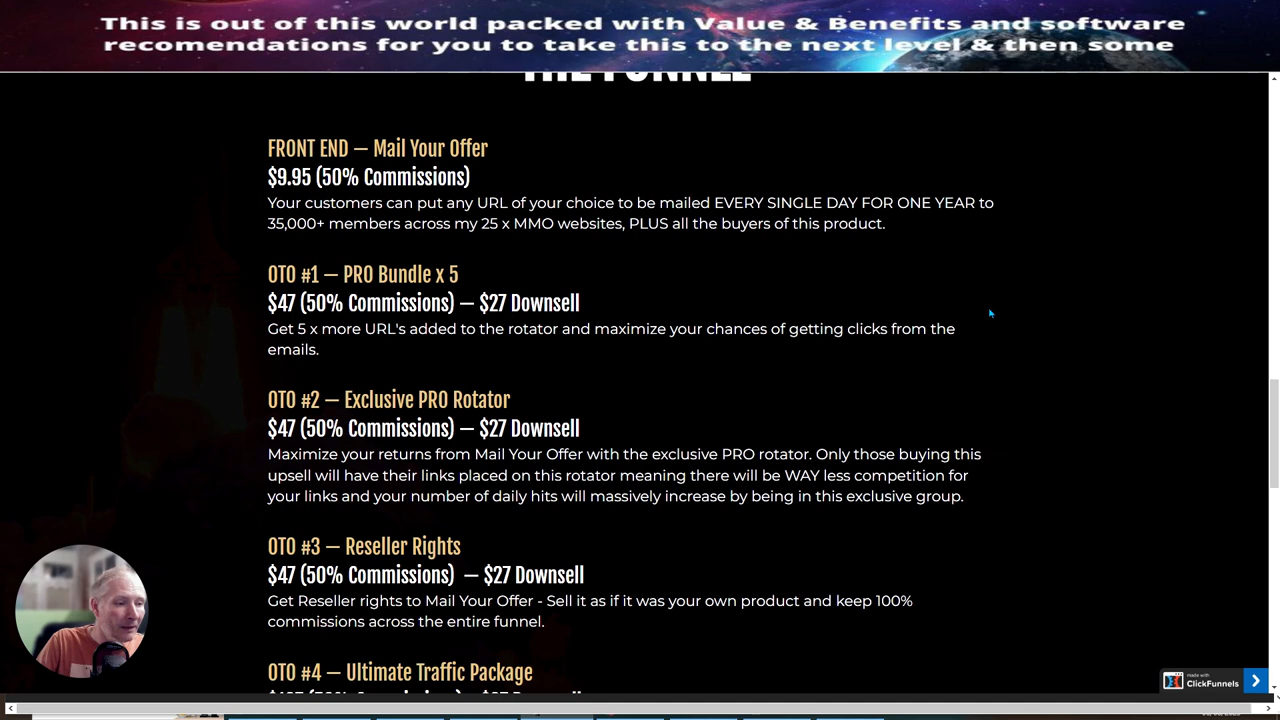 This is out of this world packed with Value & Benefits and software
recomendations for you to take this to the next level & then some
THE FUNNEL
FRONT END — Mail Your Offer
$9.95 (50% Commissions)
Your customers can put any URL of your choice to be mailed EVERY SINGLE DAY FOR ONE YEAR to
35,000+ members across my 25 x MMO websites, PLUS all the buyers of this product.
OTO #1 — PRO Bundle x 5
$47 (50% Commissions) — $27 Downsell
Get 5 x more URL's added to the rotator and maximize your chances of getting clicks from the
emails.
OTO #2 — Exclusive PRO Rotator
$47 (50% Commissions) — $27 Downsell
Maximize your returns from Mail Your Offer with the exclusive PRO rotator. Only those buying this
upsell will have their links placed on this rotator meaning there will be WAY less competition for
your links and your number of daily hits will massively increase by being in this exclusive group.
OTO #3 — Reseller Rights
$47 (50% Commissions) — $27 Downsell
Get Reseller rights to Mail Your Offer - Sell it as if it was your own product and keep 100%
commissions across the entire funnel.
OTO #4 — Ultimate Traffic Package
made with
ClickFunnels